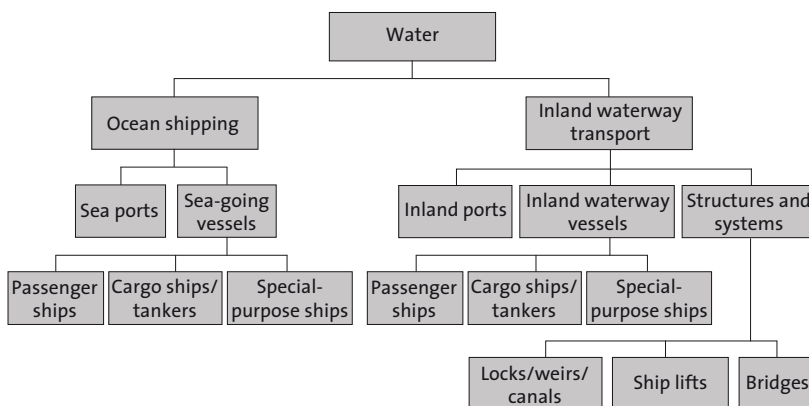 Water
Ocean shipping
Inland waterway
transport
Sea ports
Sea-going
vessels
Inland ports
Inland waterway
vessels
Structures and
systems
Passenger
ships
Cargo ships/
tankers
Special-
purpose ships
Passenger
ships
Cargo ships/
tankers
Special-
purpose ships
Locks/weirs/
canals
Ship lifts
Bridges